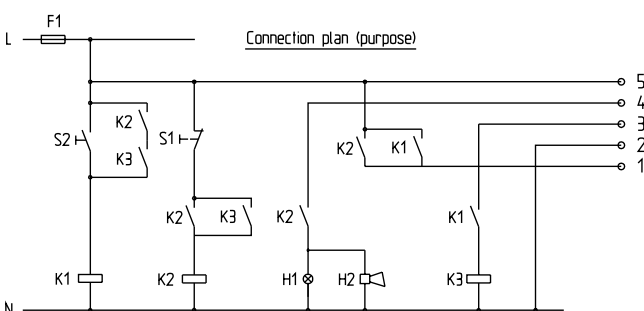 F1
L
Connection plan (purpose)
5
4
3
2
1
K2
S2
K3
S1
K2
K1
K2
K3
K2
K1
K1
K2
H1
H2
K3
N